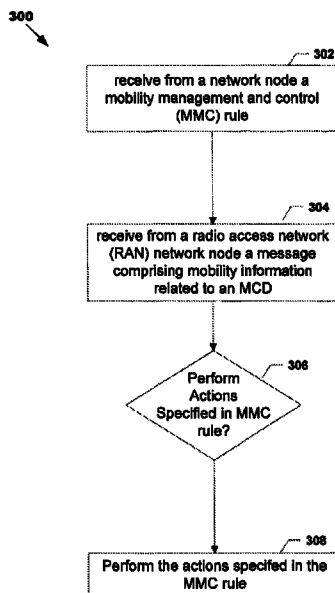 300
302
receive from a network node a
mobility management and control
(MMC) rule
304
receive from a radio access network
(RAN) network node a message
comprising mobility information
related to an MCD
306
Perform
Actions
Specified in MMC
rule?
308
Perform the actions specifed in the
MMC rule